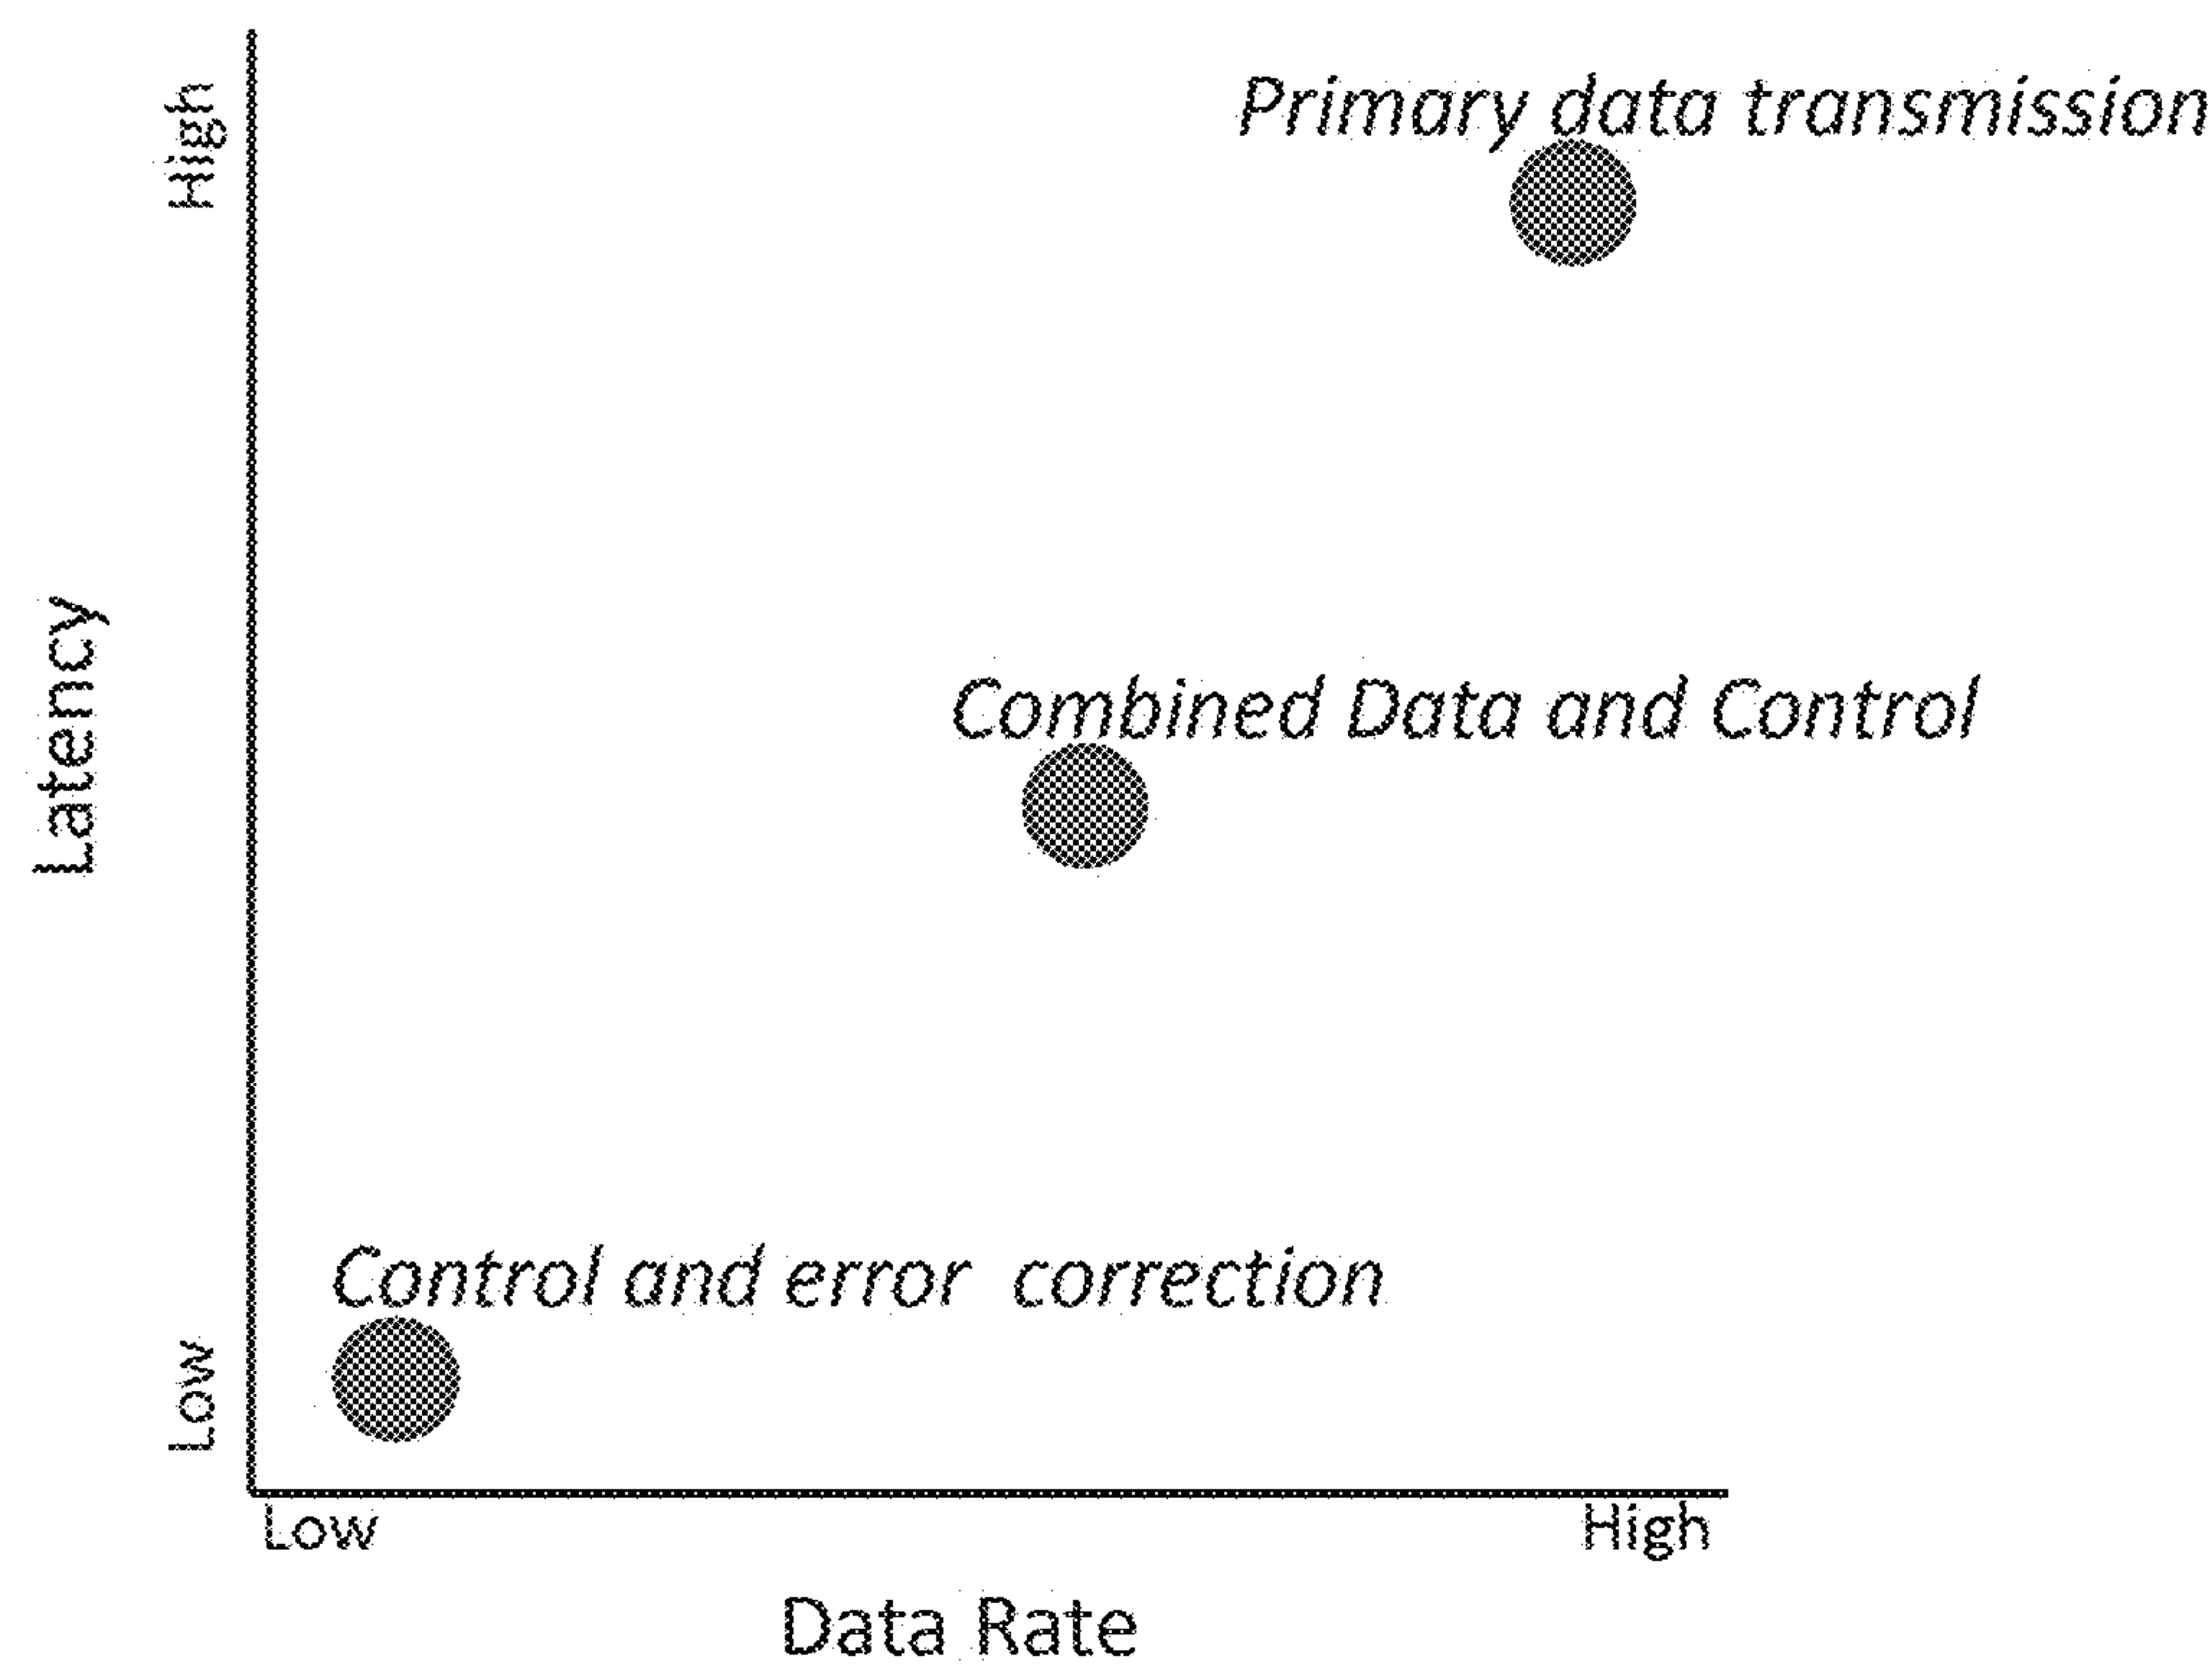 High
Primary data transmission
Latency
Combined Data and Control
Control and error correction
Low
Low
High
Data Rate